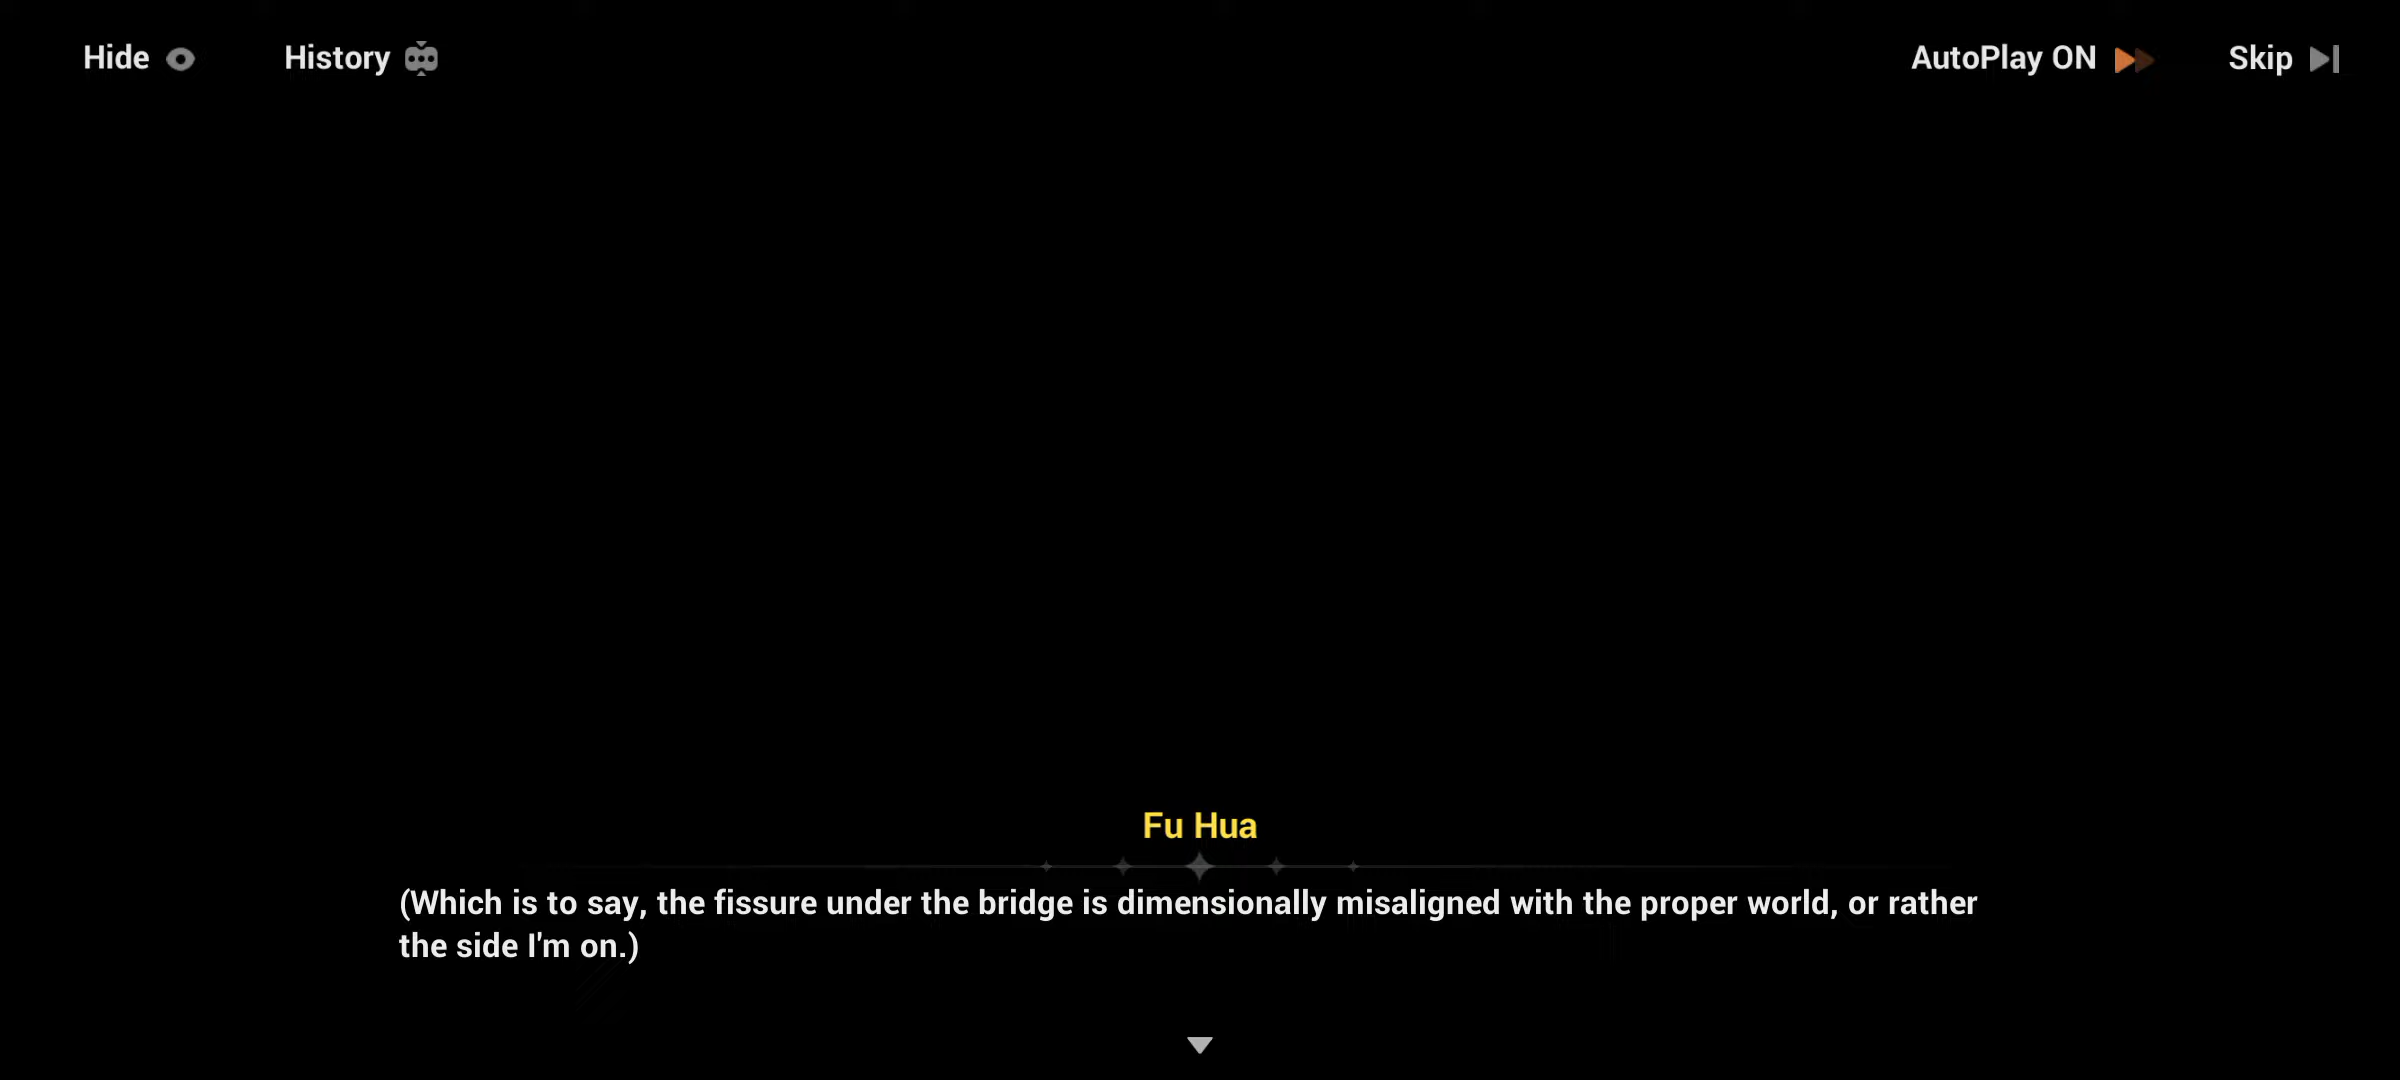 Hide
History
AutoPlay ON
Skip
Fu Hua
(Which is to say, the fissure under the bridge is dimensionally misaligned with the proper world, or rather
the side I'm on.)